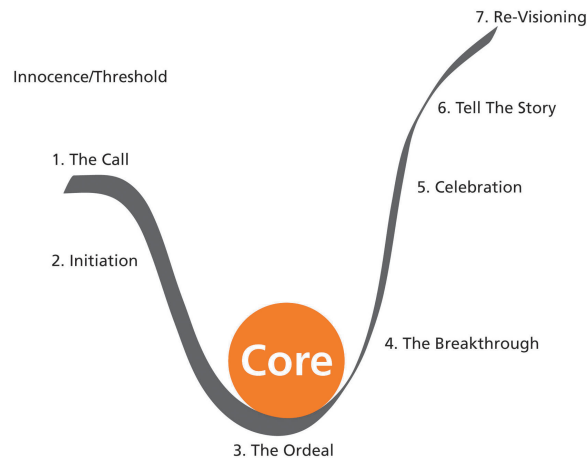 7. Re-Visioning
Innocence/Threshold
6. Tell The Story
1. The Call
5. Celebration
2. Initiation
4. The Breakthrough
Core
3. The Ordeal